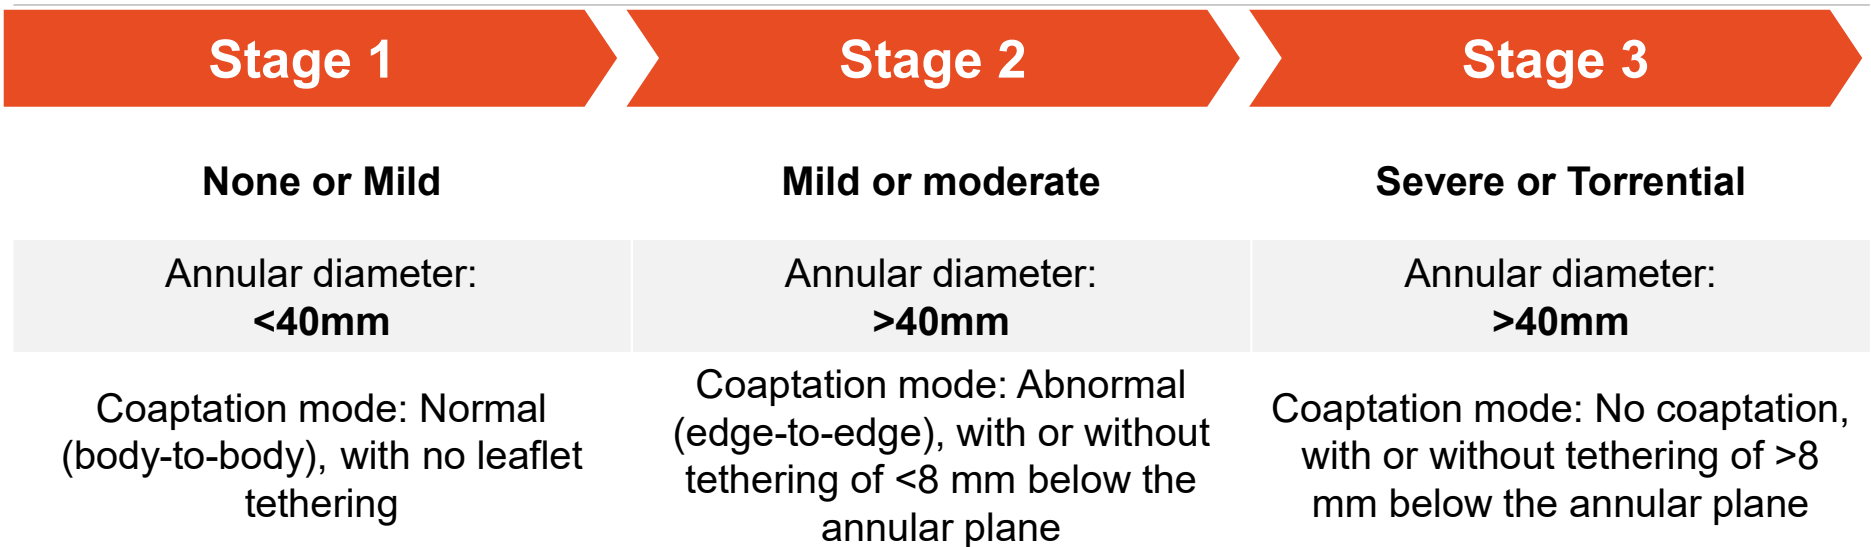 Stage 1
Stage 2
Stage 3
None or Mild
Mild or moderate
Severe or Torrential
Annular diameter:
<40mm
Annular diameter:
>40mm
Annular diameter:
>40mm
Coaptation mode: Normal
(body-to-body), with no leaflet
tethering
Coaptation mode: Abnormal
(edge-to-edge), with or without
tethering of <8 mm below the
annular plane
Coaptation mode: No coaptation,
with or without tethering of >8
mm below the annular plane